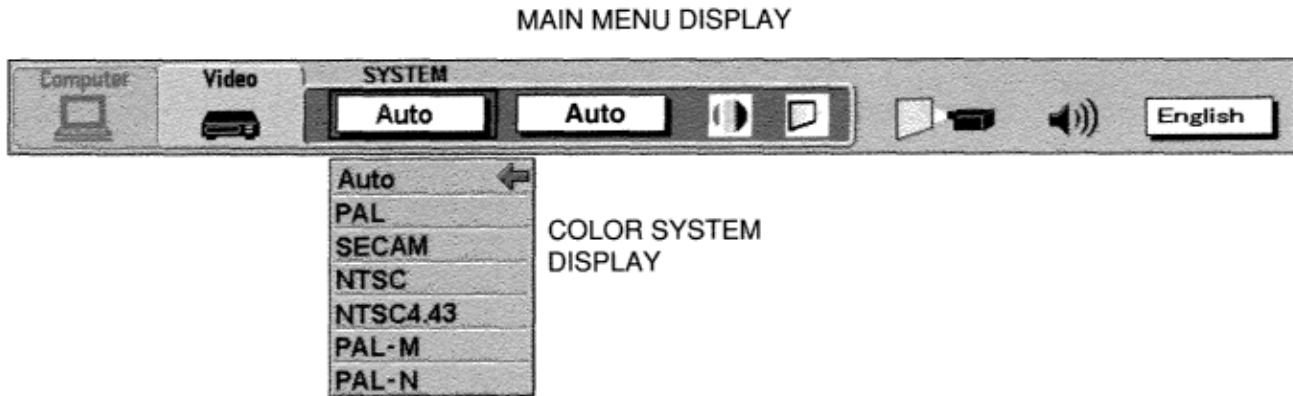 MAIN MENU DISPLAY
Computer Video SYSTEM
Auto Auto English
Auto
PAL
SECAM
NTSC
NTSC4.43
PAL-M
PAL-N
COLOR SYSTEM
DISPLAY